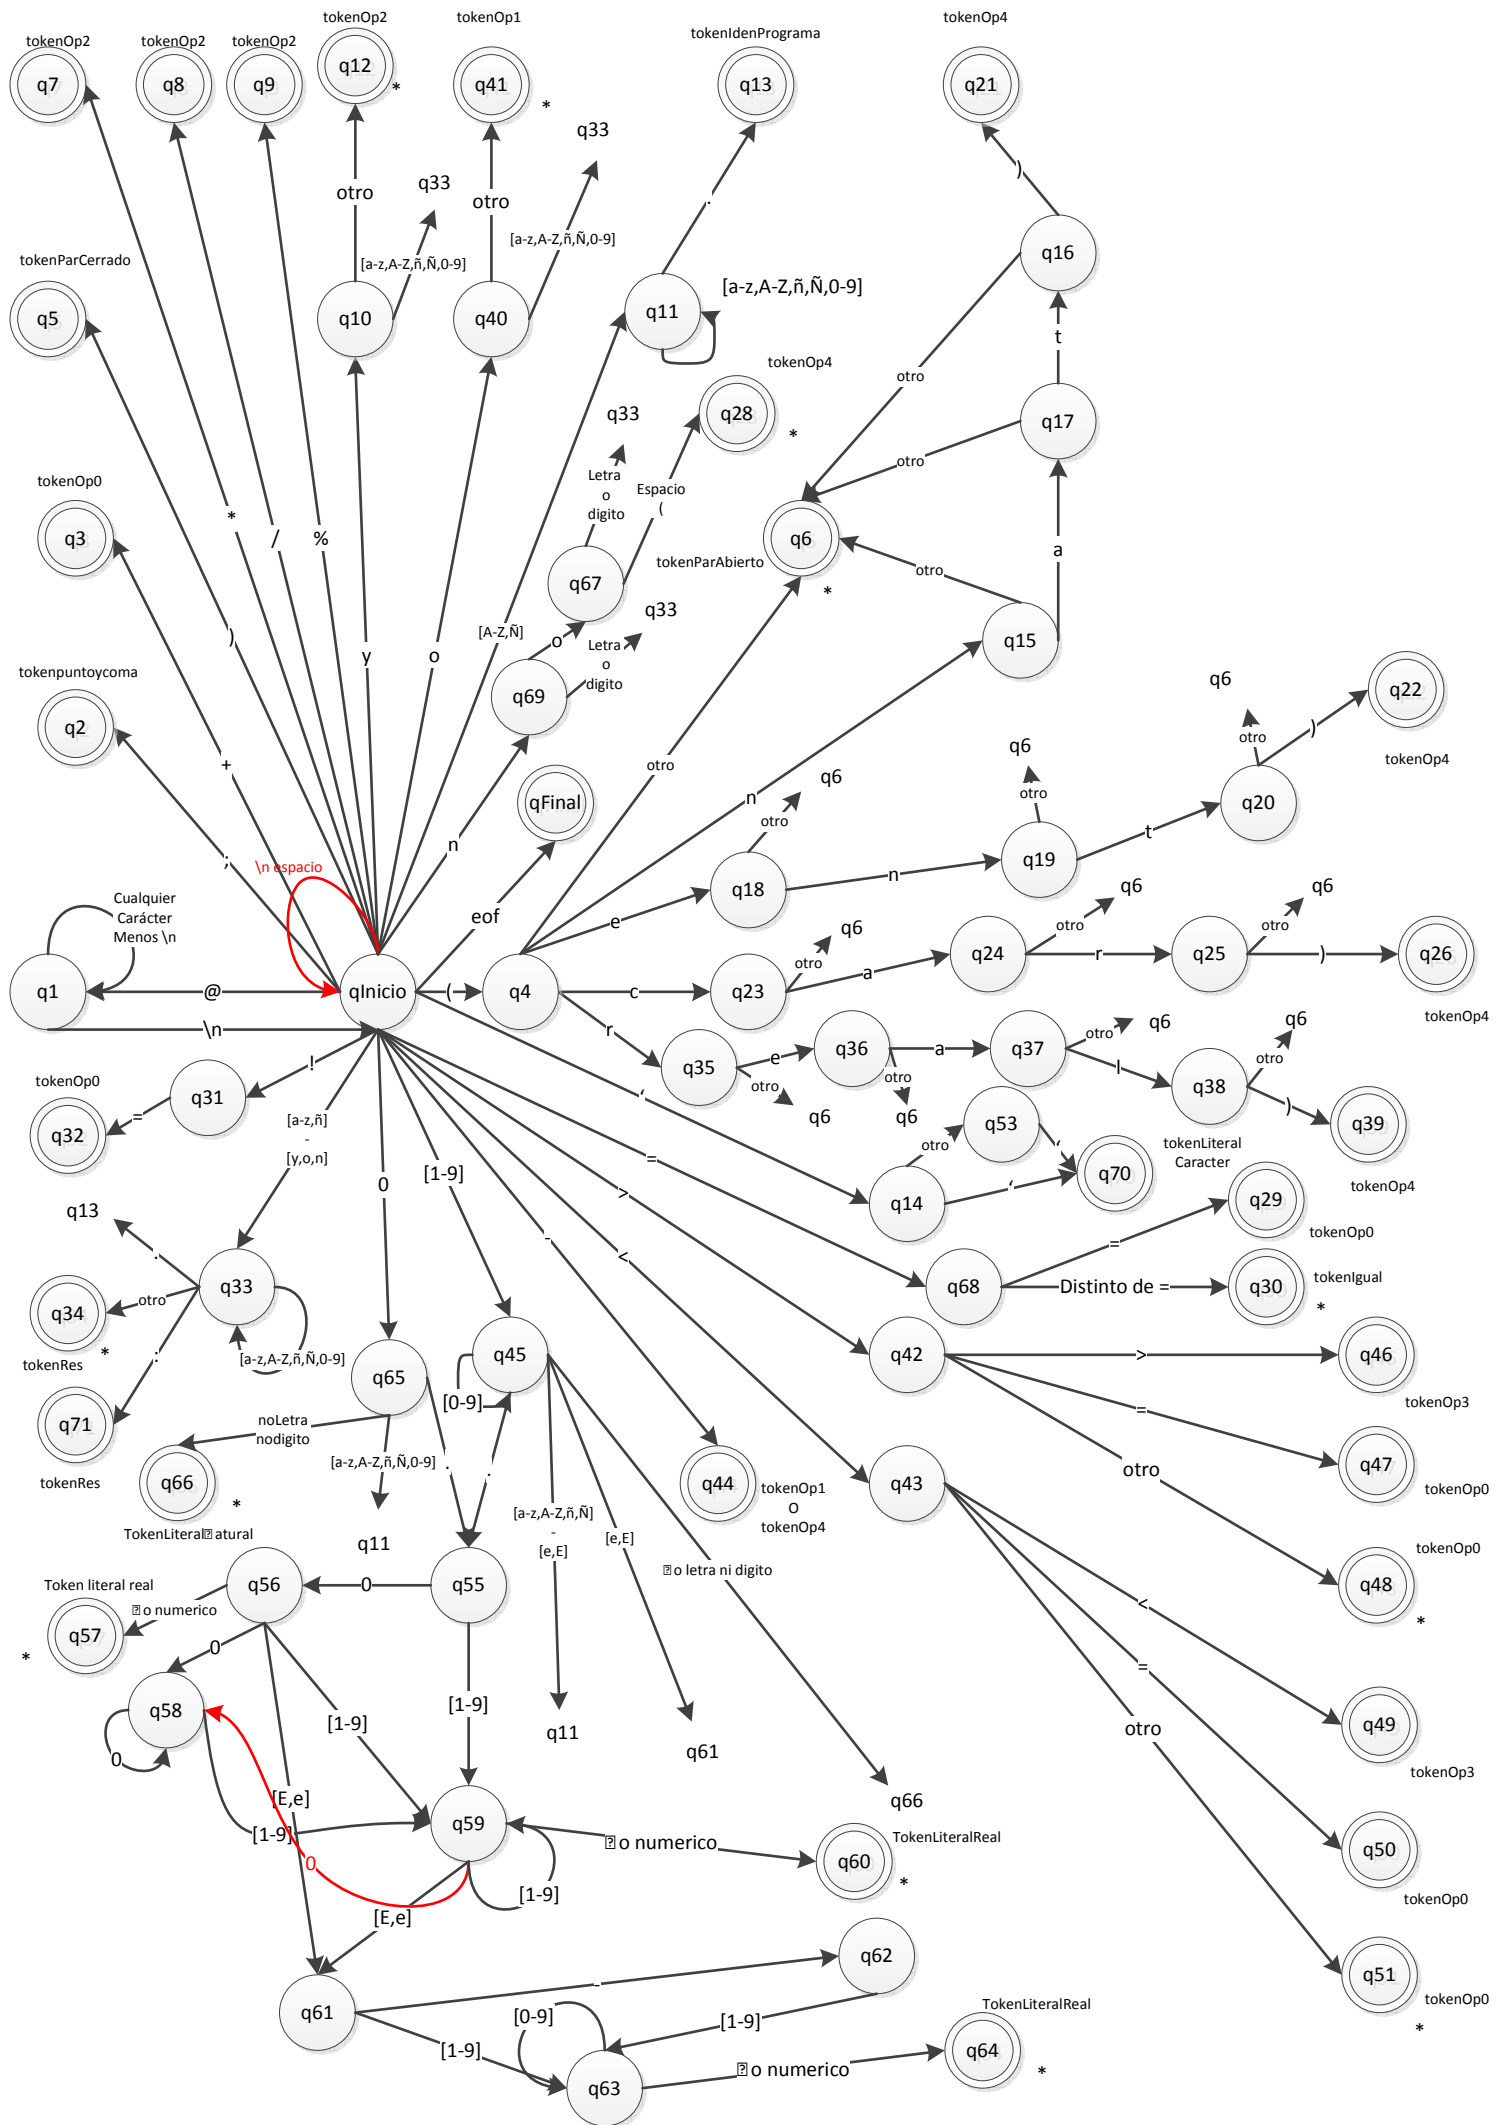 tokenOp2
tokenOp2
tokenOp2
tokenOp2
tokenOp1
tokenIdenPrograma
tokenOp4
q7
q8
q9
q12
*
q41
*
q13
q21
q33
q33
otro
otro
.
)
[a-z,A-Z,ñ,Ñ,0-9]
[a-z,A-Z,ñ,Ñ,0-9]
tokenParCerrado
q5
q10
q40
q11
[a-z,A-Z,ñ,Ñ,0-9]
q16
t
tokenOp4
q28
*
otro
q33
q17
otro
Letra
o
digito
Espacio
(
tokenOp0
q3
*
/
%
q6
tokenParAbierto
*
otro
a
q67
q33
)
y
o
[A-Z,Ñ]
o
Letra
o
digito
q15
tokenpuntoycoma
q2
q69
q6
q22
otro
)
tokenOp4
+
otro
n
q6
q6
qFinal
otro
otro
q20
;
n
t
\n espacio
q19
Cualquier
Carácter
Menos \n
eof
e
q18
n
q6
q6
q6
otro
otro
otro
q24
r
q25
)
q26
q1
@
qInicio
(
q4
c
q23
a
tokenOp4
\n
r
q6
q6
otro
otro
!
q35
e
q36
a
q37
l
q38
)
q39
otro
q6
otro
q6
tokenOp4
tokenOp0
q32
=
q31
[a-z,ñ]
-
[y,o,n]
‘
q53
otro
‘
q70
tokenLiteral
Caracter
q14
‘
0
[1-9]
=
>
-
<
q29
tokenOp0
=
q68
Distinto de =
q30
tokenIgual
*
q13
.
q33
otro
q34
*
tokenRes
:
[a-z,A-Z,ñ,Ñ,0-9]
q71
tokenRes
q65
q45
[0-9]
q42
>
q46
tokenOp3
=
q47
tokenOp0
otro
q48
tokenOp0
*
noLetra
nodigito
q66
*
[a-z,A-Z,ñ,Ñ,0-9]
q11
.
.
q44
tokenOp1
O
tokenOp4
q43
[a-z,A-Z,ñ,Ñ]
-
[e,E]
[e,E]
o letra ni digito
Token literal real
o numerico
q57
*
q56
0
q55
<
q49
tokenOp3
=
q50
tokenOp0
otro
q51
tokenOp0
*
0
q58
0
[1-9]
[1-9]
q11
q61
q66
[E,e]
[1-9]
0
q59
[1-9]
o numerico
q60
TokenLiteralReal
*
[E,e]
q61
-
q62
[0-9]
[1-9]
[1-9]
q63
o numerico
q64
TokenLiteralReal
*